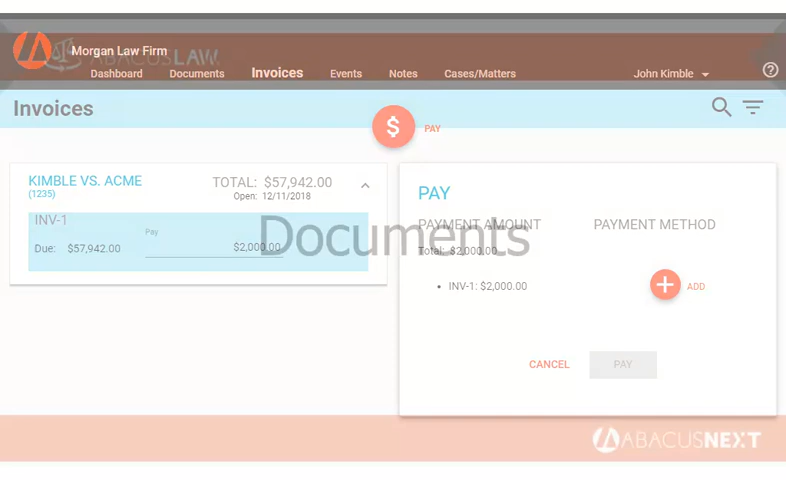 Morgan Law Firm
ABACUSLAW
Dashboard Documents Invoices Events Notes Cases/Matters John Kimble
Invoices
$ PAY
KIMBLE VS. ACME TOTAL: $57,942.00
(1235) Open: 12/11/2018
INV-1
Pay
Due: $57,942.00 $2,000.00
Documents
PAY
PAYMENT AMOUNT PAYMENT METHOD
Total: $2,000.00
• INV-1: $2,000.00 ADD
CANCEL PAY
ABACUSNEXT